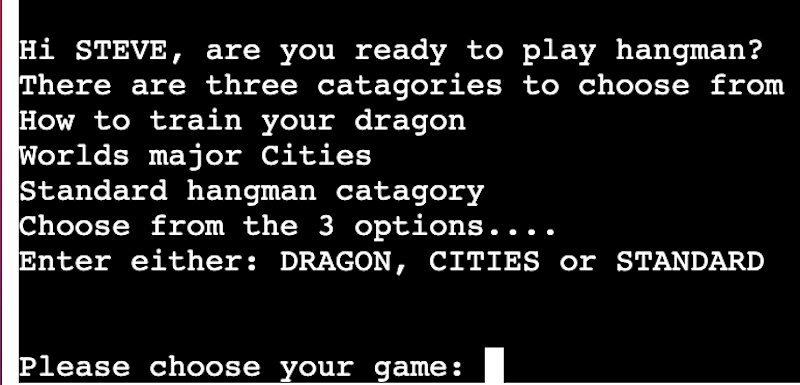 Hi STEVE, are you ready to play hangman?
There are three catagories to choose from
How to train your dragon
Worlds major Cities
Standard hangman catagory
Choose from the 3 options....
Enter either: DRAGON, CITIES or STANDARD
Please choose your game: